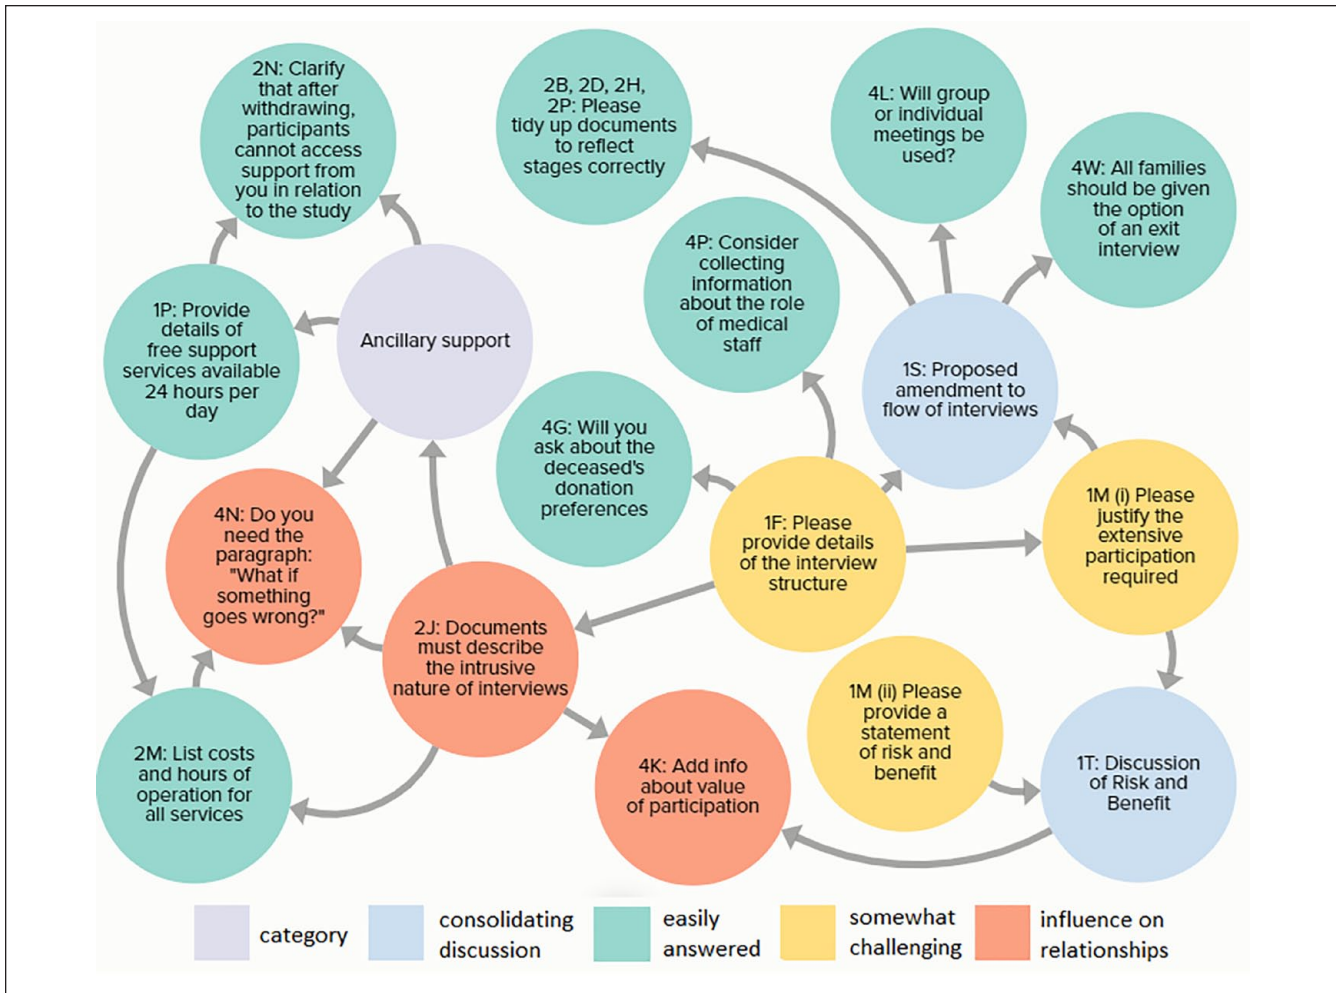 2N: Clarify
that after
withdrawing,
participants
cannot access
support from
you in relation
to the study
2B, 2D, 2H,
2P: Please
tidy up documents
to reflect
stages correctly
4L: Will group
or individual
meetings be
used?
4W: All families
should be given
the option
of an exit
interview
4P: Consider
collecting
information
about the role
of medical
staff
1P: Provide
details of
free support
services available
24 hours per
day
Ancillary support
1S: Proposed
amendment to
flow of interviews
4G: Will you
ask about the
deceased's
donation
preferences
1F: Please
provide details
of the interview
structure
1M (i) Please
justify the
extensive
participation
required
4N: Do you
need the
paragraph:
"What if
something
goes wrong?"
2J: Documents
must describe
the intrusive
nature of interviews
1M (ii) Please
provide a
statement
of risk and
benefit
2M: List costs
and hours of
operation for
all services
4K: Add info
about value
of participation
1T: Discussion
of Risk and
Benefit
category
consolidating
discussion
easily
answered
somewhat
challenging
influence on
relationships